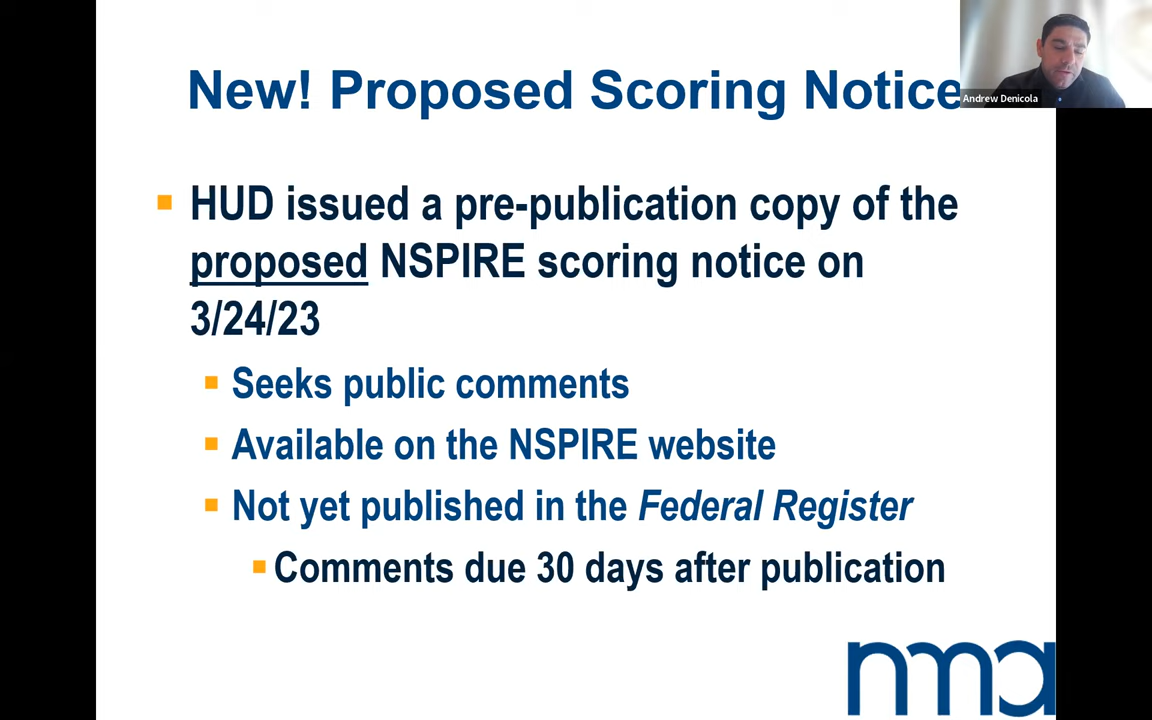 New! Proposed Scoring Notice
Andrew Denicola
HUD issued a pre-publication copy of the
proposed NSPIRE scoring notice on
3/24/23
Seeks public comments
Available on the NSPIRE website
Not yet published in the Federal Register
Comments due 30 days after publication
nma